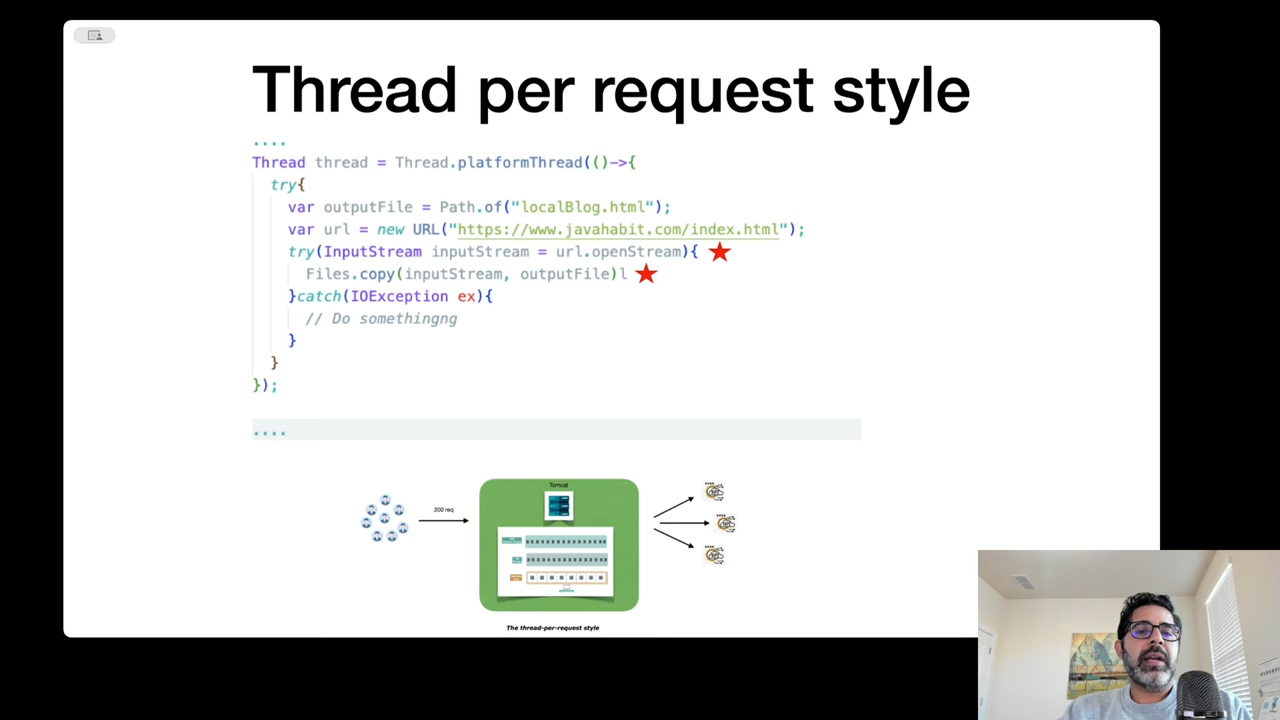 Thread per request style
....
Thread thread = Thread.platformThread(()->{
try{
var outputFile = Path.of("localBlog.html");
var url = new URL("https://www.javahabit.com/index.html");
try(InputStream inputStream = url.openStream){
Files.copy(inputStream, outputFile)l
}catch(IOException ex){
// Do somethingng
}
}
});
....
Tomcat
200 req
The thread-per-request style